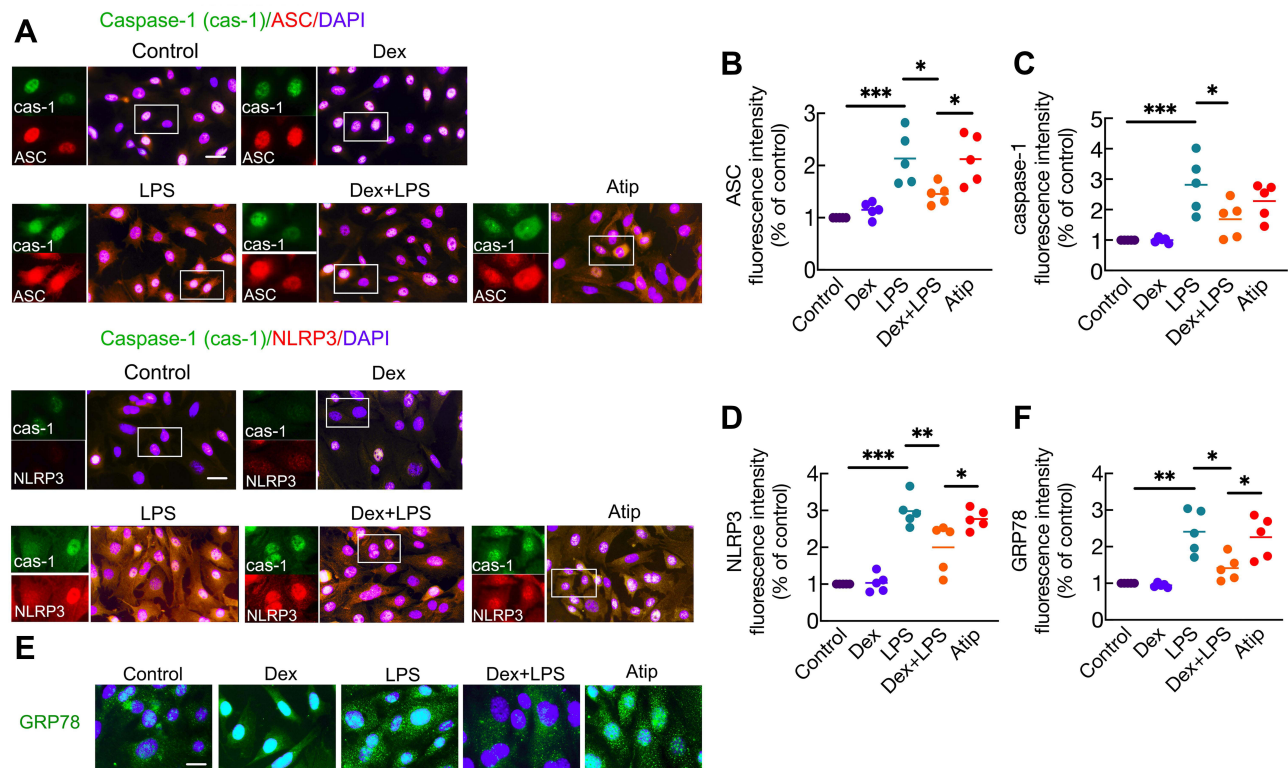 A
Caspase-1 (cas-1)/ASC/DAPI
Control
Dex
cas-1
ASC
cas-1
ASC
LPS
Dex+LPS
Atip
cas-1
ASC
cas-1
ASC
cas-1
ASC
Caspase-1 (cas-1)/NLRP3/DAPI
Control
Dex
cas-1
NLRP3
cas-1
NLRP3
LPS
Dex+LPS
Atip
cas-1
NLRP3
cas-1
NLRP3
cas-1
NLRP3
E
Control
Dex
LPS
Dex+LPS
Atip
GRP78
B
ASC
fluorescence intensity
(% of control)
3
2
1
0
***
*
*
Control
Dex
LPS
Dex+LPS
Atip
C
caspase-1
fluorescence intensity
(% of control)
5
4
3
2
1
0
***
*
Control
Dex
LPS
Dex+LPS
Atip
D
NLRP3
fluorescence intensity
(% of control)
4
3
2
1
0
***
**
*
Control
Dex
LPS
Dex+LPS
Atip
F
GRP78
fluorescence intensity
(% of control)
4
3
2
1
0
**
*
*
Control
Dex
LPS
Dex+LPS
Atip